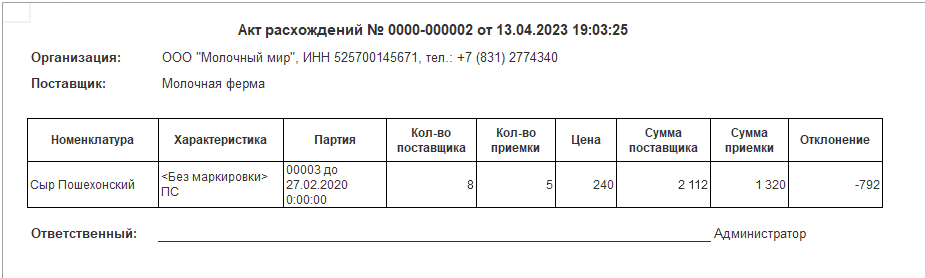 Акт расхождений № 0000-000002 от 13.04.2023 19:03:25
Организация: ООО "Молочный мир", ИНН 525700145671, тел.: +7 (831) 2774340
Поставщик: Молочная ферма
Номенклатура Характеристика Партия Кол-во поставщика Кол-во приемки Цена Сумма поставщика Сумма приемки Отклонение
Сыр Пошехонский <Без маркировки> ПС 00003 до 27.02.2020 0:00:00 8 5 240 2 112 1 320 -792
Ответственный: Администратор